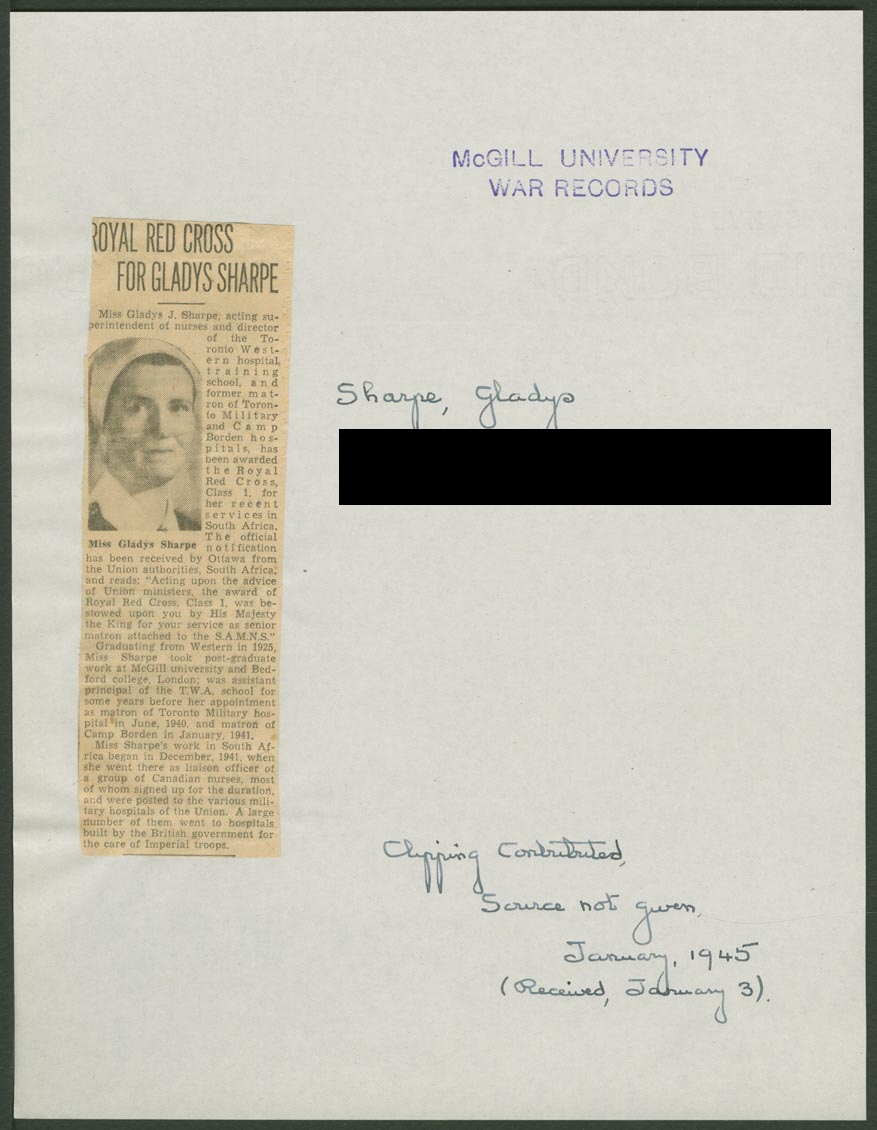 McGILL UNIVERSITY
WAR RECORDS
ROYAL RED CROSS
FOR GLADYS SHARPE
Miss Gladys J. Sharpe, acting su-
perintendent of nurses and director
of the To-
ronto West-
ern hospital,
training
school, and
former mat-
ron of Toron-
to Military
and Camp
Borden hos-
pitals, has
been awarded
the Royal
Red Cross,
Class 1, for
her recent
services in
South Africa.
The official
notification
Miss Gladys Sharpe
has been received by Ottawa from
the Union authorities, South Africa,
and reads: "Acting upon the advice
of Union ministers, the award of
Royal Red Cross, Class 1, was be-
stowed upon you by His Majesty
the King for your service as senior
matron attached to the S.A.M.N.S."
Graduating from Western in 1925,
Miss Sharpe took post-graduate
work at McGill university and Bed-
ford college, London; was assistant
principal of the T.W.A. school for
some years before her appointment
as matron of Toronto Military hos-
pital in June, 1940, and matron of
Camp Borden in January, 1941.
Miss Sharpe's work in South Af-
rica began in December, 1941, when
she went there as liaison officer of
a group of Canadian nurses, most
of whom signed up for the duration,
and were posted to the various mili-
tary hospitals of the Union. A large
number of them went to hospitals
built by the British government for
the care of Imperial troops.
Sharpe, Gladys
Clipping Contributed,
Source not given,
January, 1945
(Received, January 3).